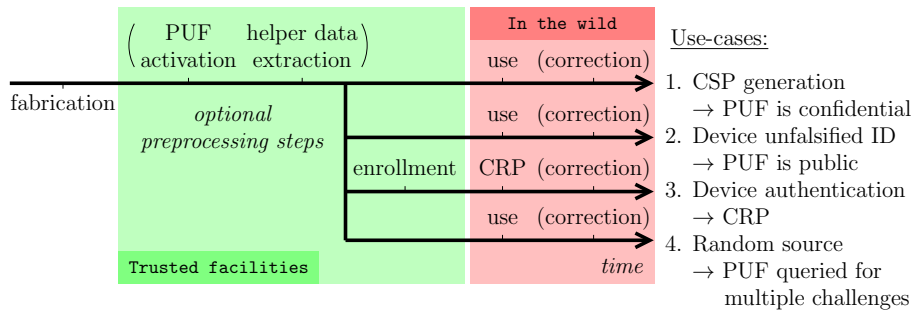 In the wild
( PUF helper data )
activation extraction
use (correction)
Use-cases:
fabrication
optional
preprocessing steps
use (correction)
enrollment
CRP (correction)
use (correction)
Trusted facilities
time
1. CSP generation
→ PUF is confidential
2. Device unfalsified ID
→ PUF is public
3. Device authentication
→ CRP
4. Random source
→ PUF queried for
multiple challenges